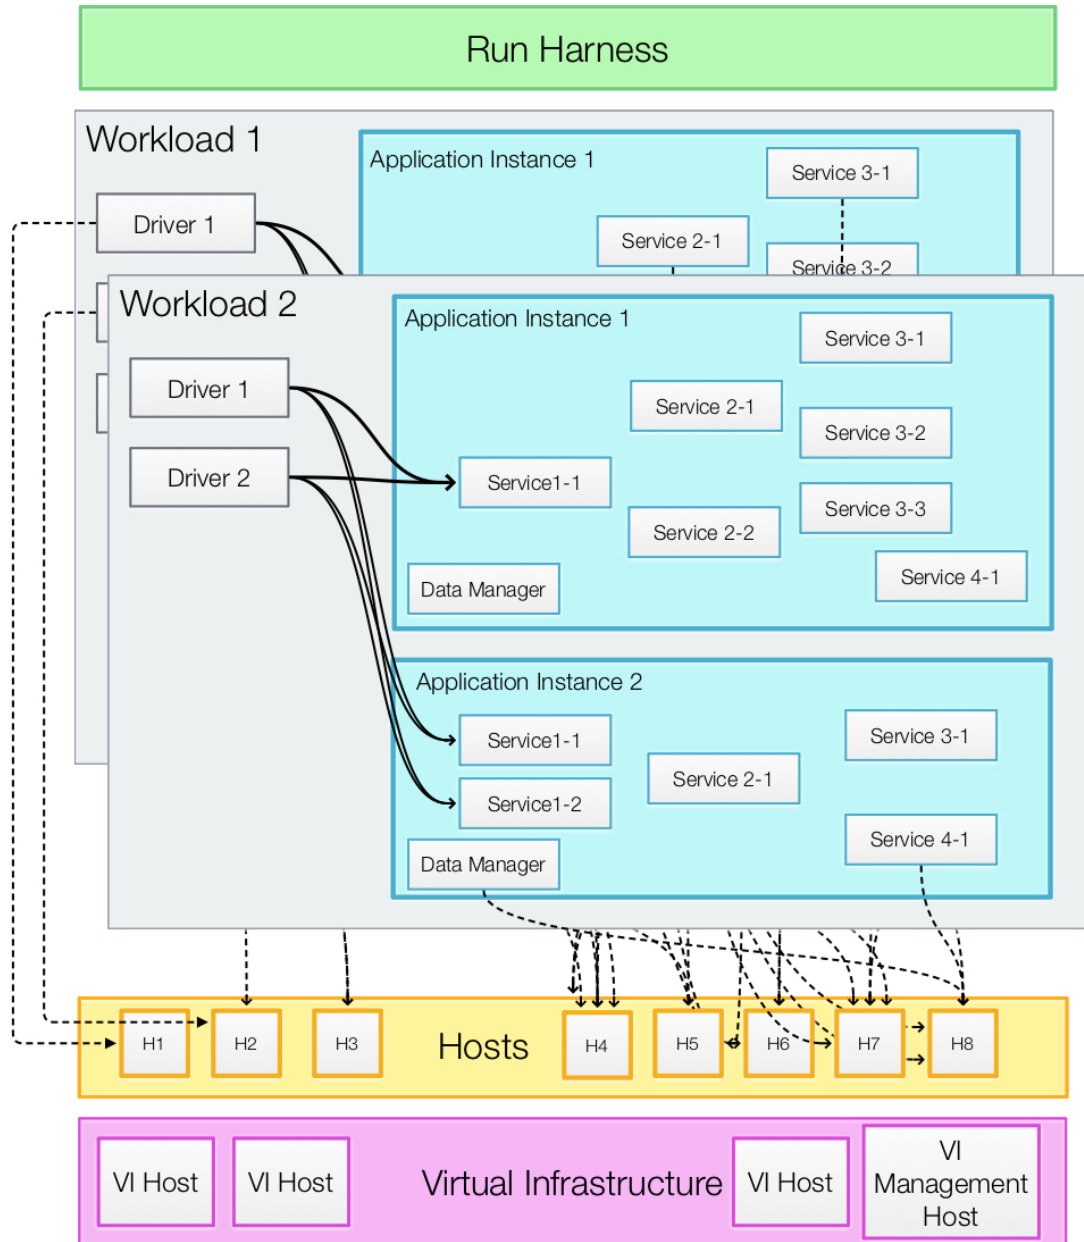 Run Harness
Workload 1
Application Instance 1
Service 3-1
Driver 1
Service 2-1
Service 3-2
Workload 2
Application Instance 1
Service 3-1
Driver 1
Service 2-1
Service 3-2
Driver 2
Service1-1
Service 3-3
Service 2-2
Service 4-1
Data Manager
Application Instance 2
Service1-1
Service 3-1
Service 2-1
Service1-2
Service 4-1
Data Manager
H1
H2
H3
Hosts
H4
H5
H6
H7
H8
VI Host
VI Host
Virtual Infrastructure
VI Host
VI
Management
Host